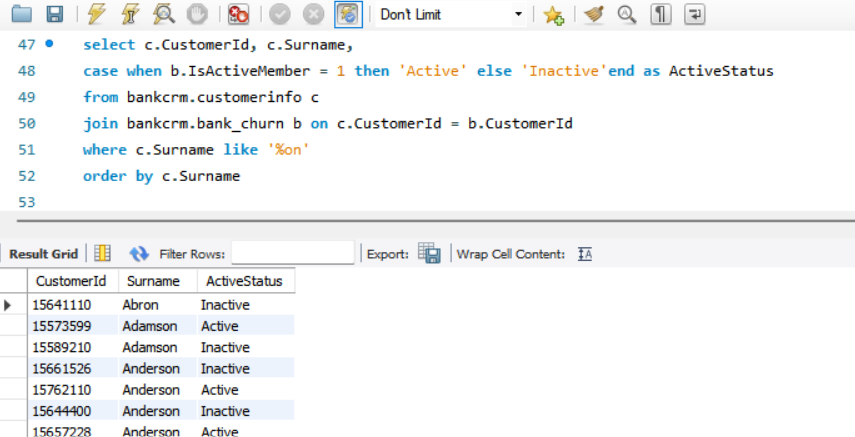 Don't Limit
47 select c.CustomerId, c.Surname,
48 case when b.IsActiveMember = 1 then 'Active' else 'Inactive'end as ActiveStatus
49 from bankcrm.customerinfo c
50 join bankcrm.bank_churn b on c.CustomerId = b.CustomerId
51 where c.Surname like '%on'
52 order by c.Surname
53
Result Grid Filter Rows: Export: Wrap Cell Content: IA
CustomerId Surname ActiveStatus
15641110 Abron Inactive
15573599 Adamson Active
15589210 Adamson Inactive
15661526 Anderson Inactive
15762110 Anderson Active
15644400 Anderson Inactive
15657228 Anderson Active